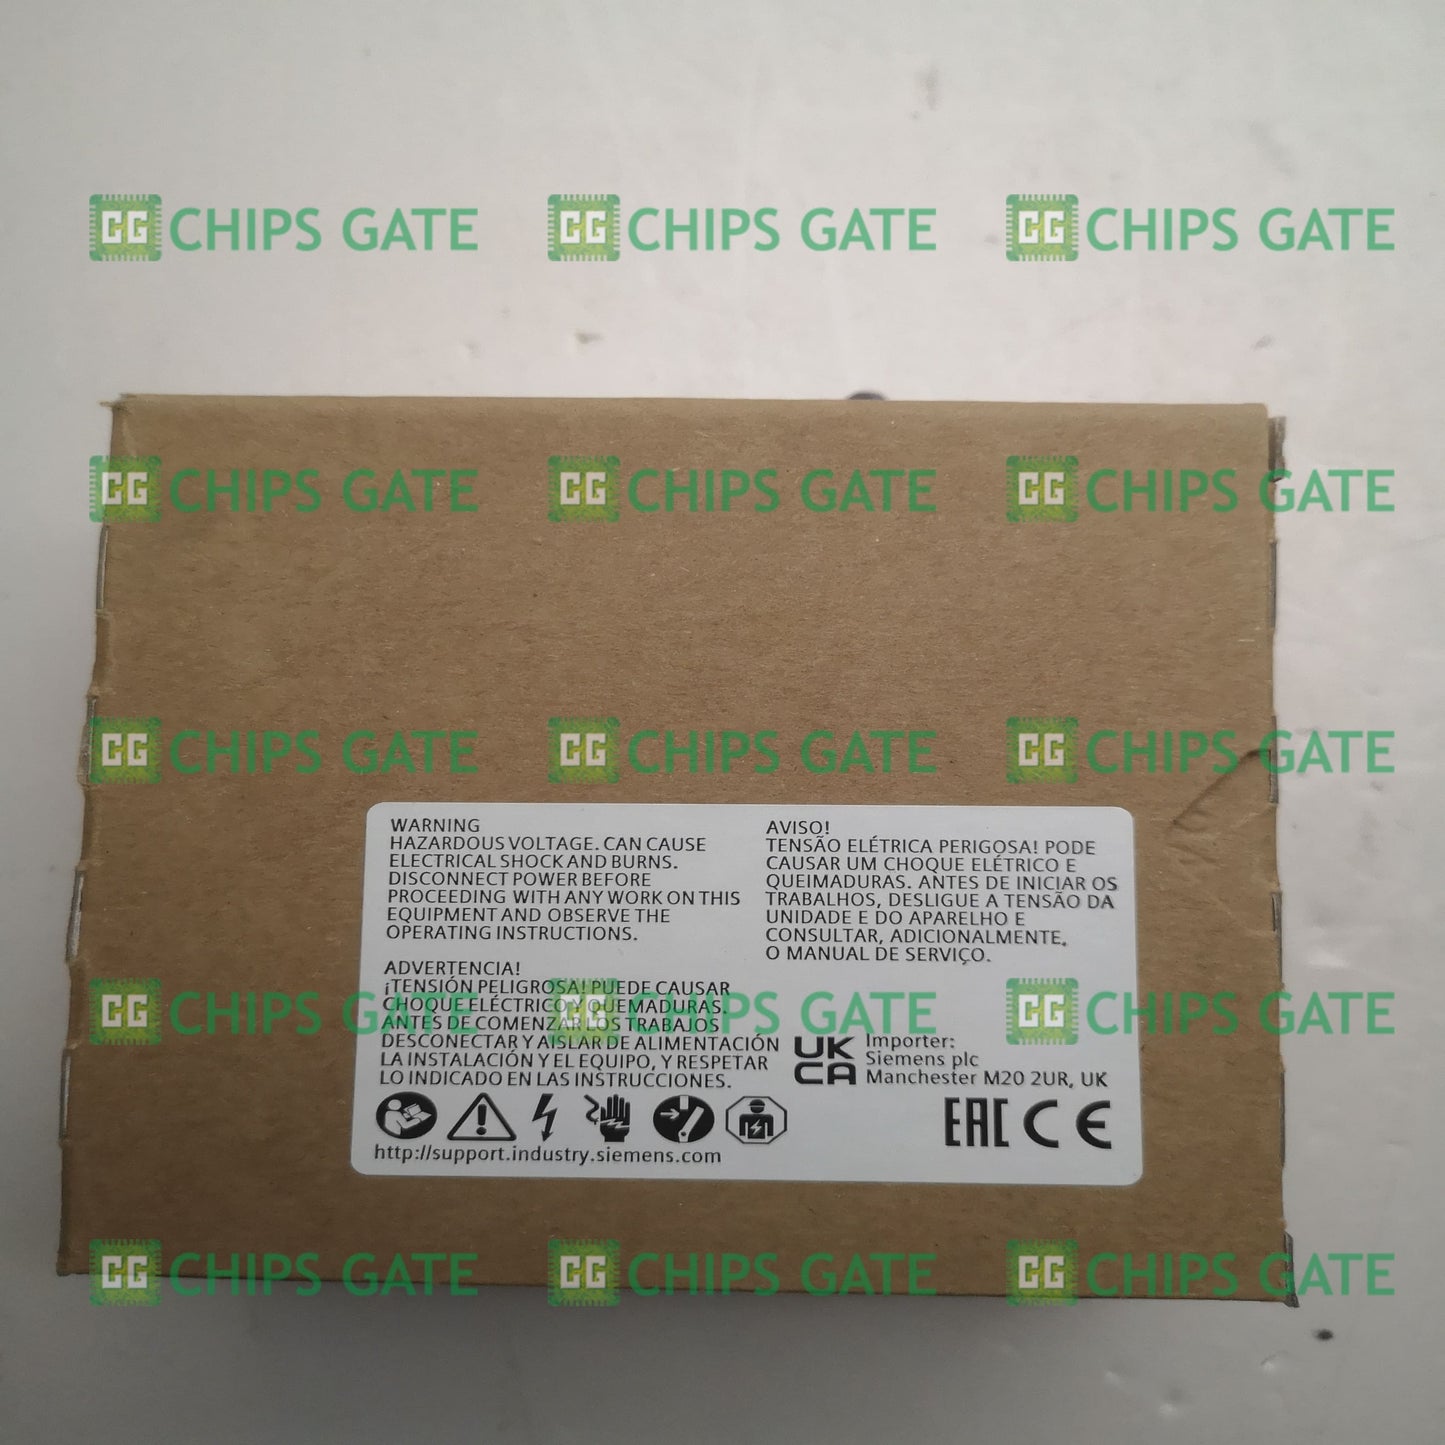 CG CHIPS GATE CG CHIPS GATE CG CHIPS GATE
CG CHIPS GATE CG CHIPS GATE CG CHIPS GATE
CG CHIPS GATE CG CHIPS GATE CG CHIPS GATE
WARNING
HAZARDOUS VOLTAGE. CAN CAUSE
ELECTRICAL SHOCK AND BURNS.
DISCONNECT POWER BEFORE
PROCEEDING WITH ANY WORK ON THIS
EQUIPMENT AND OBSERVE THE
OPERATING INSTRUCTIONS.
AVISO!
TENSÃO ELÉTRICA PERIGOSA! PODE
CAUSAR UM CHOQUE ELÉTRICO E
QUEIMADURAS. ANTES DE INICIAR OS
TRABALHOS, DESLIGUE A TENSÃO DA
UNIDADE E DO APARELHO E
CONSULTAR, ADICIONALMENTE,
O MANUAL DE SERVIÇO.
ADVERTENCIA!
¡TENSIÓN PELIGROSA! PUEDE CAUSAR
CHOQUE ELÉCTRICO Y QUEMADURAS.
ANTES DE COMENZAR LOS TRABAJOS
DESCONECTAR Y AISLAR DE ALIMENTACIÓN
LA INSTALACIÓN Y EL EQUIPO, Y RESPETAR
LO INDICADO EN LAS INSTRUCCIONES.
CG CHIPS GATE CG CHIPS GATE CG CHIPS GATE
UK
CA
Importer:
Siemens plc
Manchester M20 2UR, UK
EAC CE
http://support.industry.siemens.com
CG CHIPS GATE CG CHIPS GATE CG CHIPS GATE